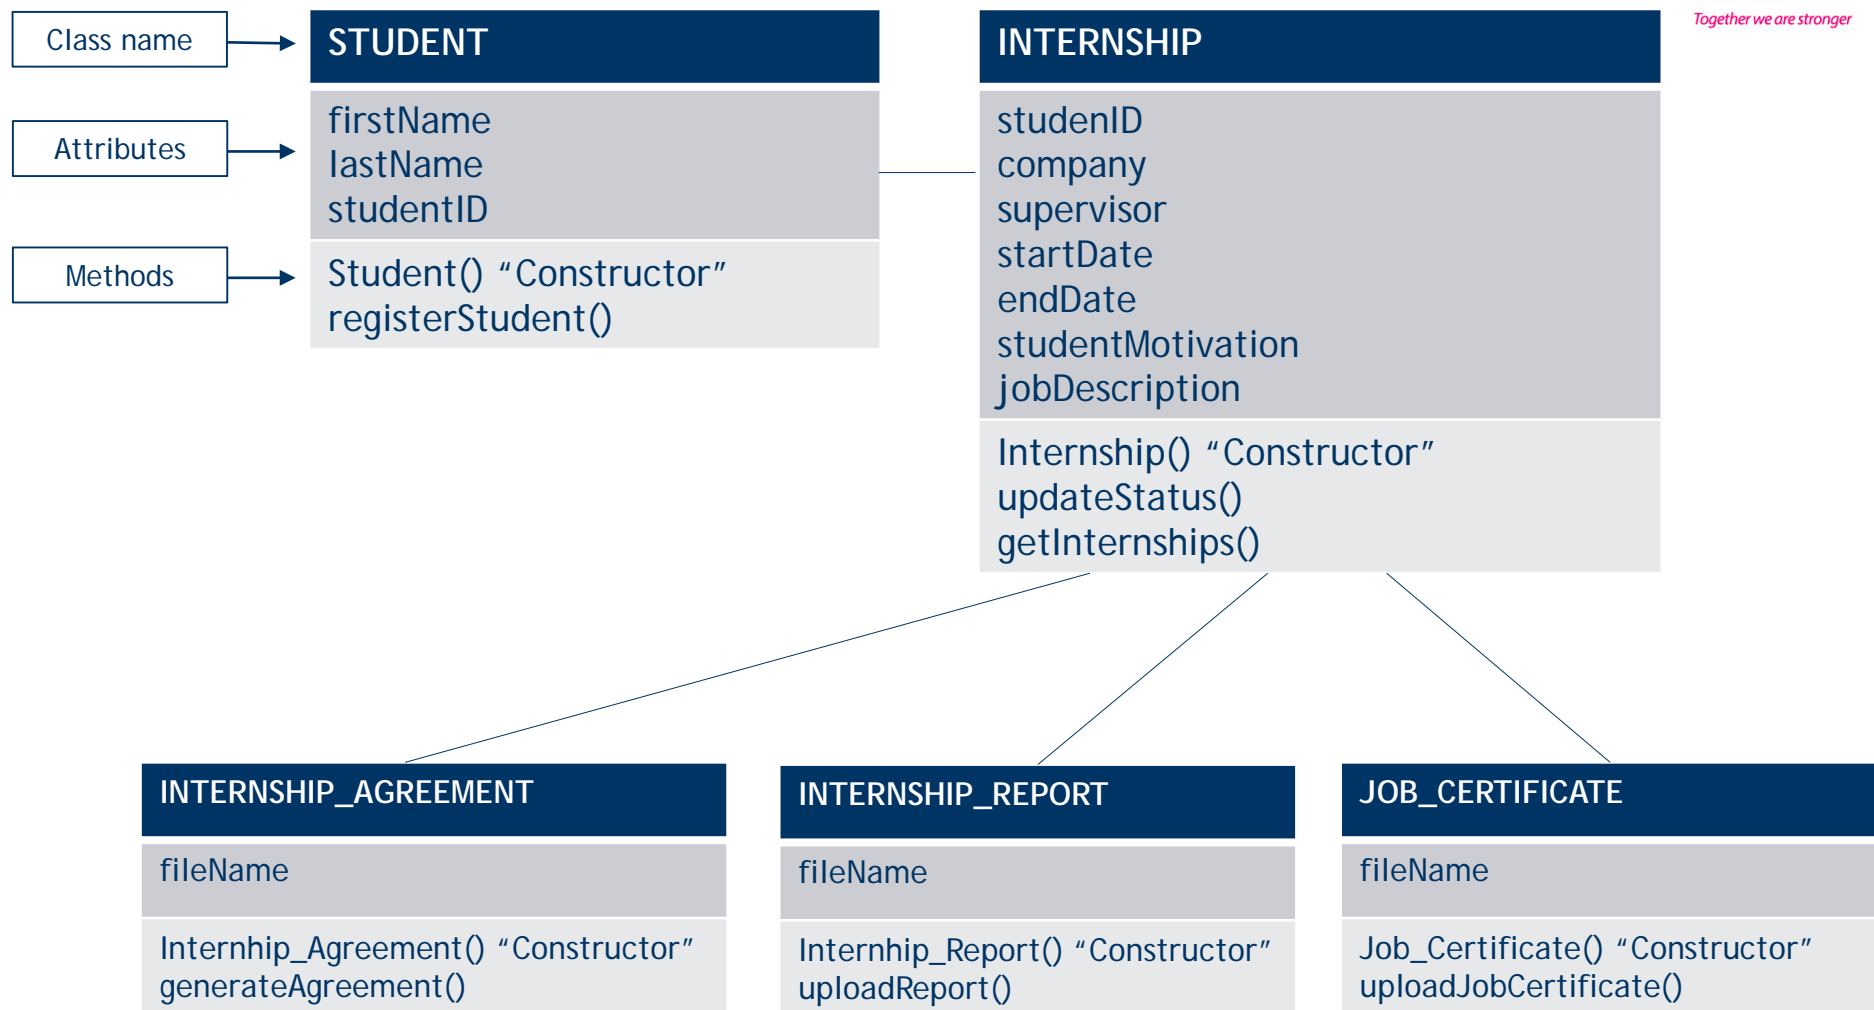 Together we are stronger
Class name
STUDENT
INTERNSHIP
Attributes
firstName
lastName
studentID
studenID
company
supervisor
startDate
endDate
studentMotivation
jobDescription
Methods
Student() “Constructor”
registerStudent()
Internship() “Constructor”
updateStatus()
getInternships()
INTERNSHIP_AGREEMENT
fileName
Internhip_Agreement() “Constructor”
generateAgreement()
INTERNSHIP_REPORT
fileName
Internhip_Report() “Constructor”
uploadReport()
JOB_CERTIFICATE
fileName
Job_Certificate() “Constructor”
uploadJobCertificate()